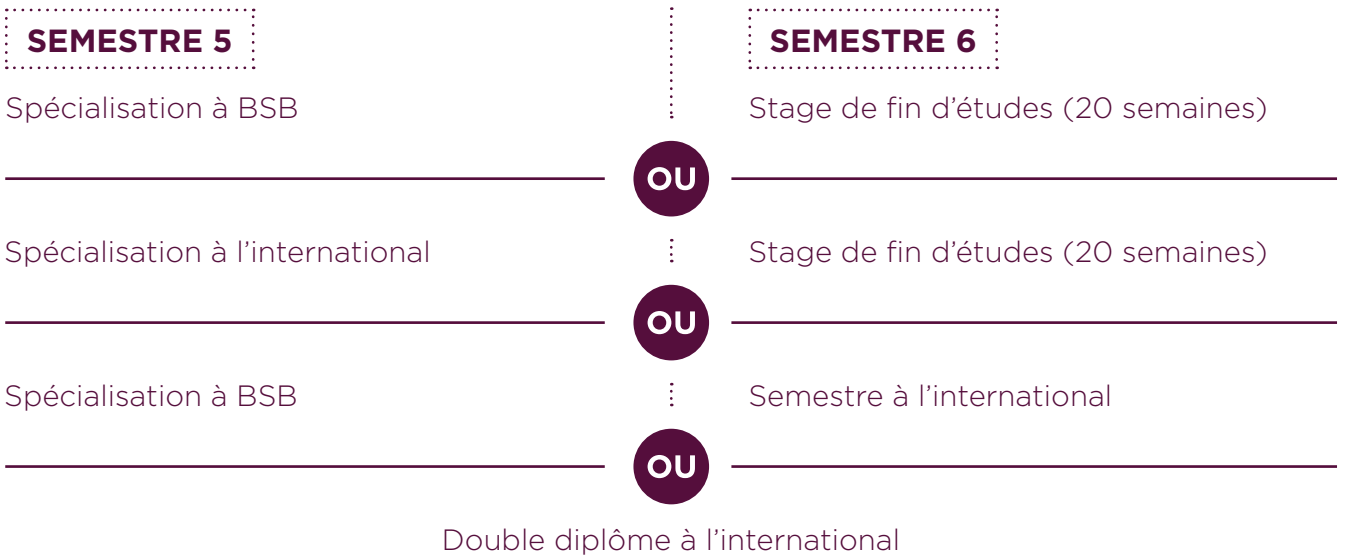 SEMESTRE 5
SEMESTRE 6
Spécialisation à BSB
Stage de fin d'études (20 semaines)
OU
Spécialisation à l'international
Stage de fin d'études (20 semaines)
OU
Spécialisation à BSB
Semestre à l'international
OU
Double diplôme à l'international